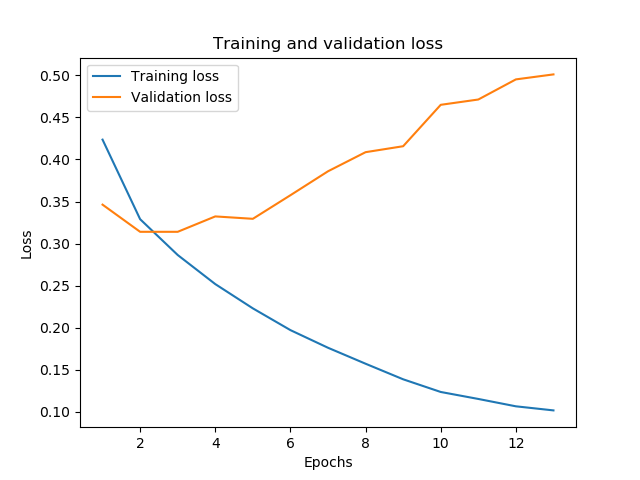 Training and validation loss
Training loss
Validation loss
0.50
0.45
0.40
0.35
0.30
0.25
0.20
0.15
0.10
Loss
2 4 6 8 10 12
Epochs